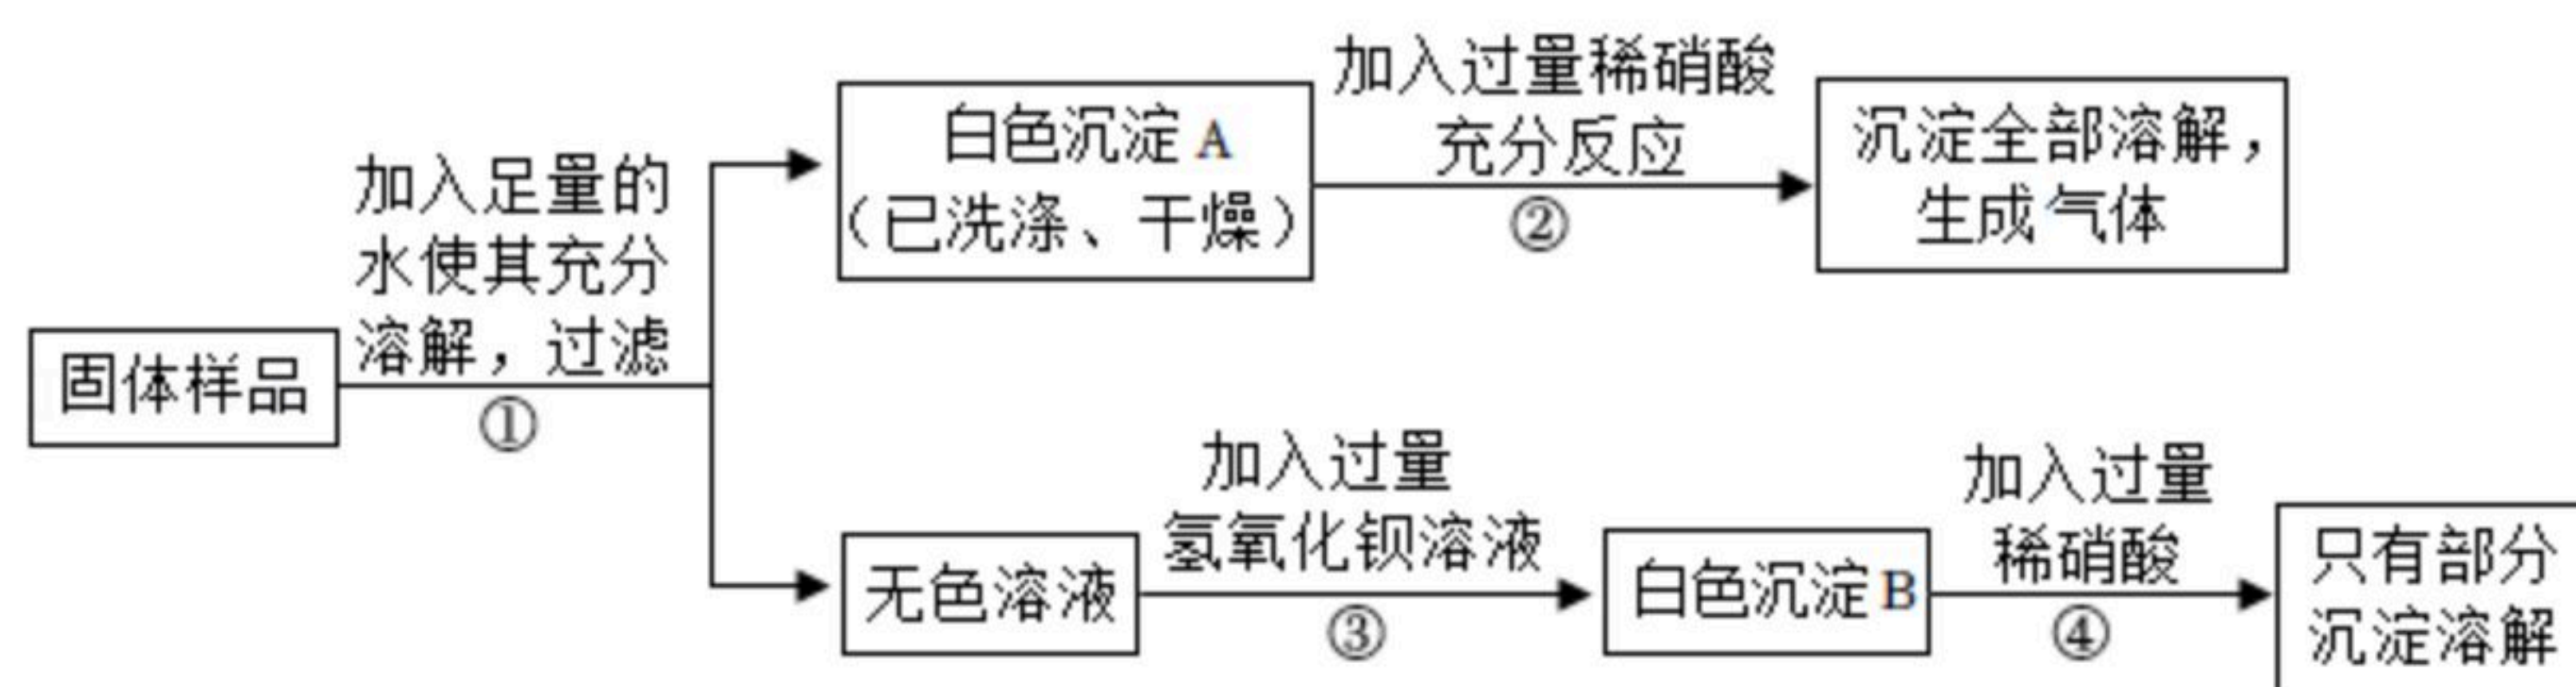 固体样品
加入足量的
水使其充分
溶解，过滤
①
白色沉淀 A
（已洗涤、干燥）
加入过量稀硝酸
充分反应
②
沉淀全部溶解，
生成气体
无色溶液
加入过量
氢氧化钡溶液
③
白色沉淀 B
加入过量
稀硝酸
④
只有部分
沉淀溶解